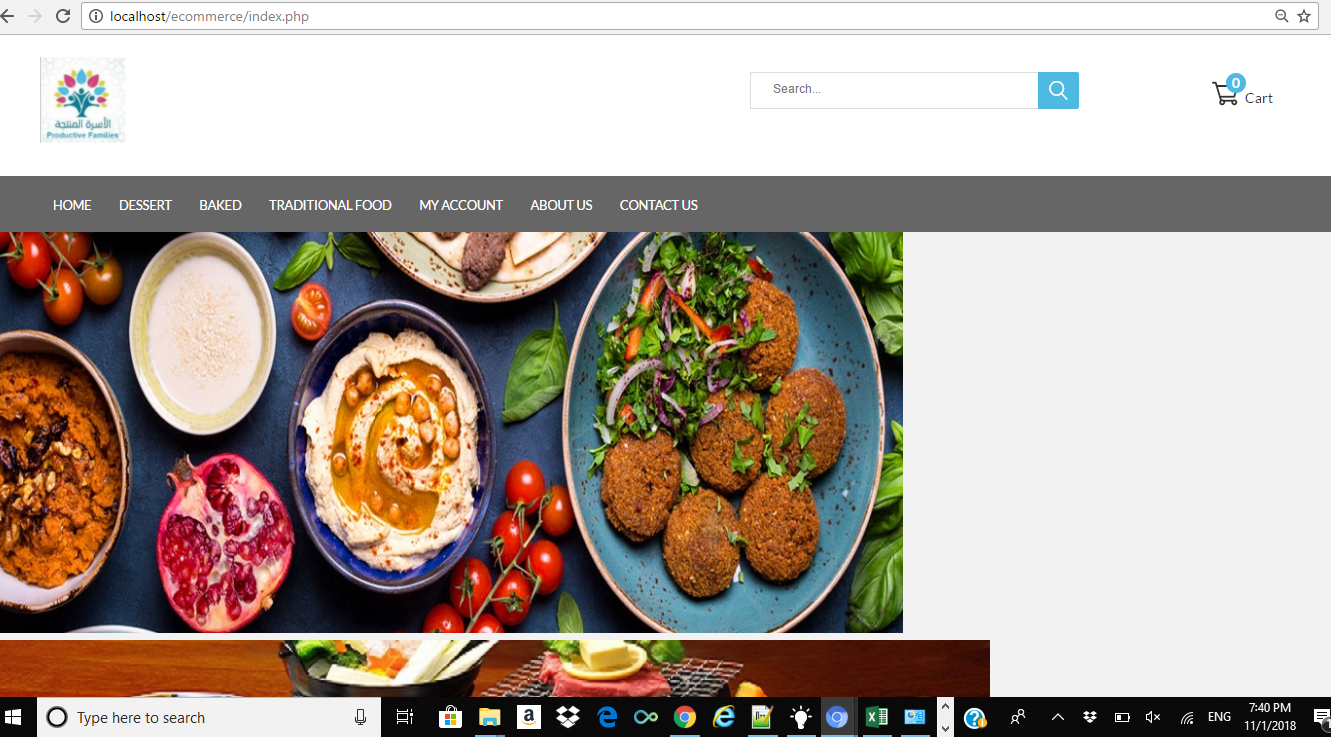 localhost/ecommerce/index.php
الأسرة المنتجة
Productive Families
Search...
0
Cart
HOME DESSERT BAKED TRADITIONAL FOOD MY ACCOUNT ABOUT US CONTACT US
Type here to search
a
ENG
7:40 PM
11/1/2018